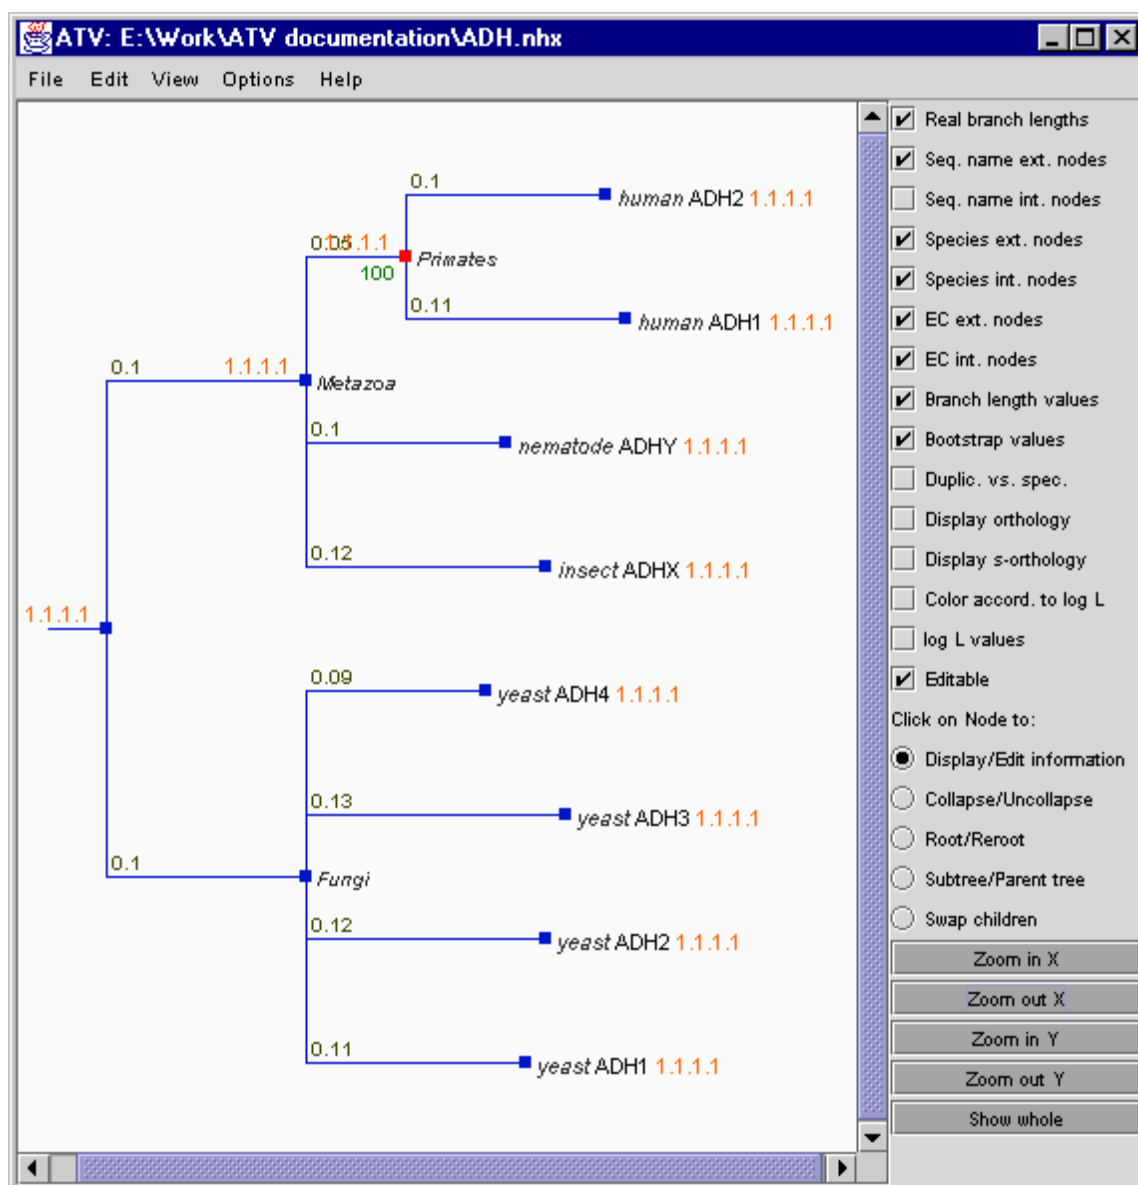 ATV: E:\Work\ATV documentation\ADH.nhx
File Edit View Options Help
0.1
human ADH2 1.1.1.1
0.05 1.1.1.1
Primates
100
0.11
human ADH1 1.1.1.1
0.1 1.1.1.1
Metazoa
0.1
nematode ADHY 1.1.1.1
0.12
insect ADHX 1.1.1.1
1.1.1.1
0.09
yeast ADH4 1.1.1.1
0.13
yeast ADH3 1.1.1.1
0.1
Fungi
0.12
yeast ADH2 1.1.1.1
0.11
yeast ADH1 1.1.1.1
Real branch lengths
Seq. name ext. nodes
Seq. name int. nodes
Species ext. nodes
Species int. nodes
EC ext. nodes
EC int. nodes
Branch length values
Bootstrap values
Duplic. vs. spec.
Display orthology
Display s-orthology
Color accord. to log L
log L values
Editable
Click on Node to:
Display/Edit information
Collapse/Uncollapse
Root/Reroot
Subtree/Parent tree
Swap children
Zoom in X
Zoom out X
Zoom in Y
Zoom out Y
Show whole